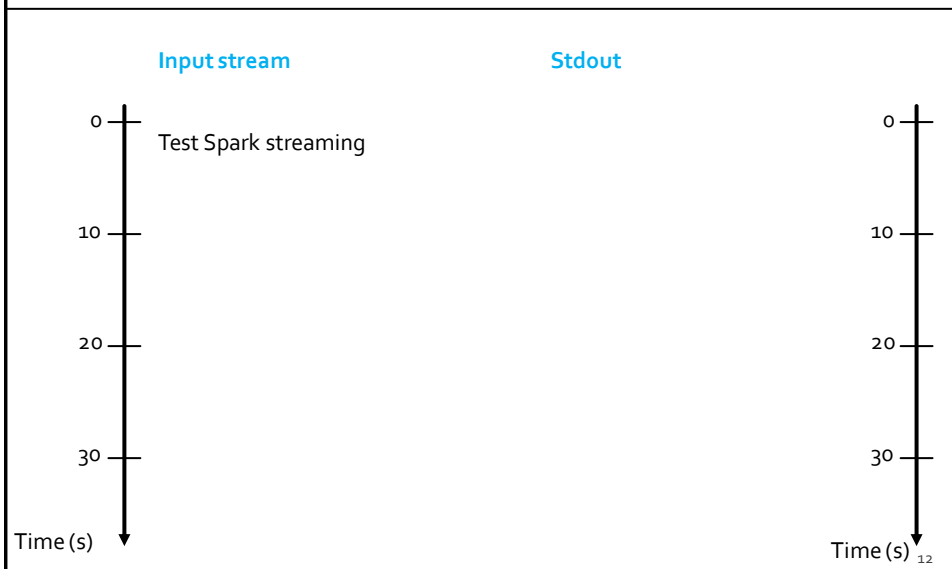 Input stream Stdout
0 0
Test Spark streaming
10 10
20 20
30 30
Time (s) Time (s) 12